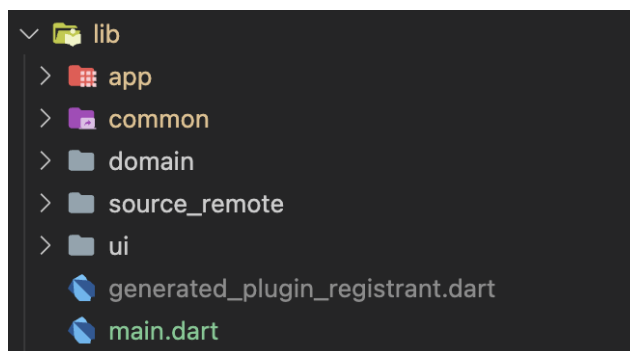 lib
app
common
domain
source_remote
ui
generated_plugin_registrant.dart
main.dart